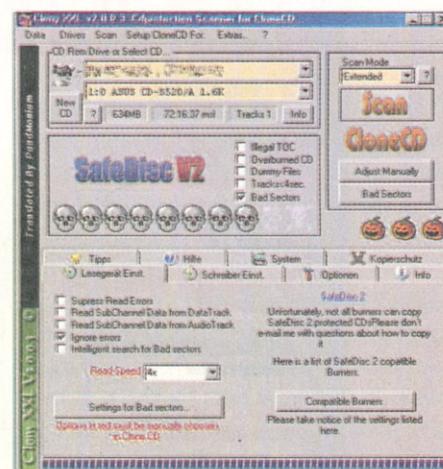 Clony XXL v2.0.0.3 Cdprotection Scanner for CloneCD
Data Drives Scan Setup CloneCD For: Extras.. ?
CD From Drive or Select CD...
1:0 ASUS CD-S520/A 1.6K
New CD
?
634MB
72:16:37 min
Tracks 1
Info
Scan Mode
Extended
?
Scan
CloneCD
Adjust Manually
Bad Sectors
SafeDisc V2
Illegal TOC
Overburned CD
Dummy Files
Tracks<4sec.
Bad Sectors
Translated By PandMonium
Clony XXL V2.0.0.3 ©
Tipps
Hilfe
System
Kopierschutz
Lesegerät Einst.
Schreiber Einst.
Optionen
Info
Supress Read Errors
Read SubChannel Data from DataTrack
Read SubChannel Data from AudioTrack
Ignore errors
Intelligent search for Bad sectors
Read-Speed
4x
Settings for Bad sectors...
Options in red must be manually choosen
in Clone CD
SafeDisc 2
Unfortunately, not all burners can copy
SafeDisc 2 protected CDsPlease don't
e-mail me with questions about how to copy
it
Here is a list of SafeDisc 2 copatible
Burners.
Compatible Burners
Please take notice of the settings listed
here.